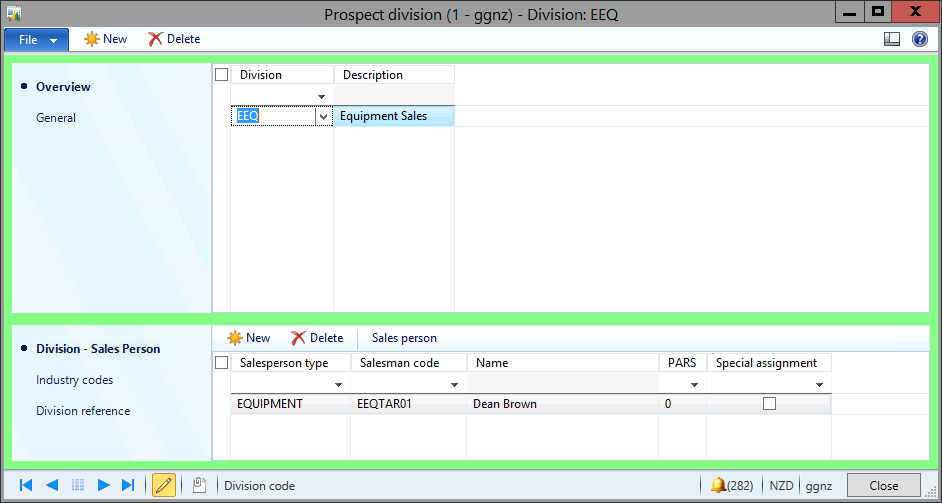 Prospect division (1 - ggnz) - Division: EEQ
File New Delete
Overview
General
Division Description
EEQ Equipment Sales
New Delete Sales person
Division - Sales Person
Industry codes
Division reference
Salesperson type Salesman code Name PARS Special assignment
EQUIPMENT EEQTAR01 Dean Brown 0
Division code (282) NZD ggnz Close